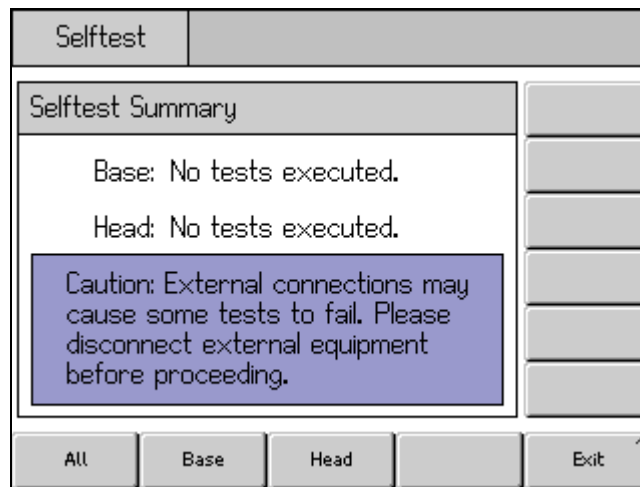 Selftest
Selftest Summary
Base: No tests executed.
Head: No tests executed.
Caution: External connections may
cause some tests to fail. Please
disconnect external equipment
before proceeding.
All Base Head Exit